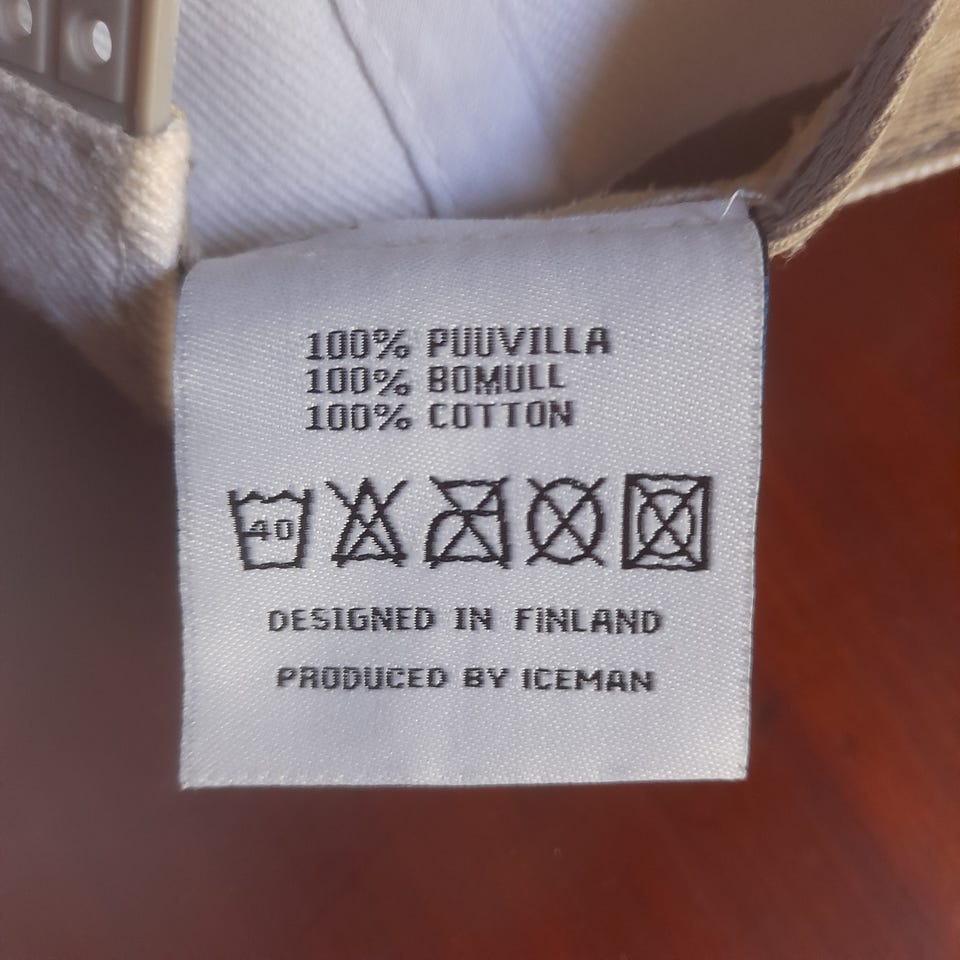 100% PUUVILLA
100% BOMULL
100% COTTON
40
DESIGNED IN FINLAND
PRODUCED BY ICEMAN